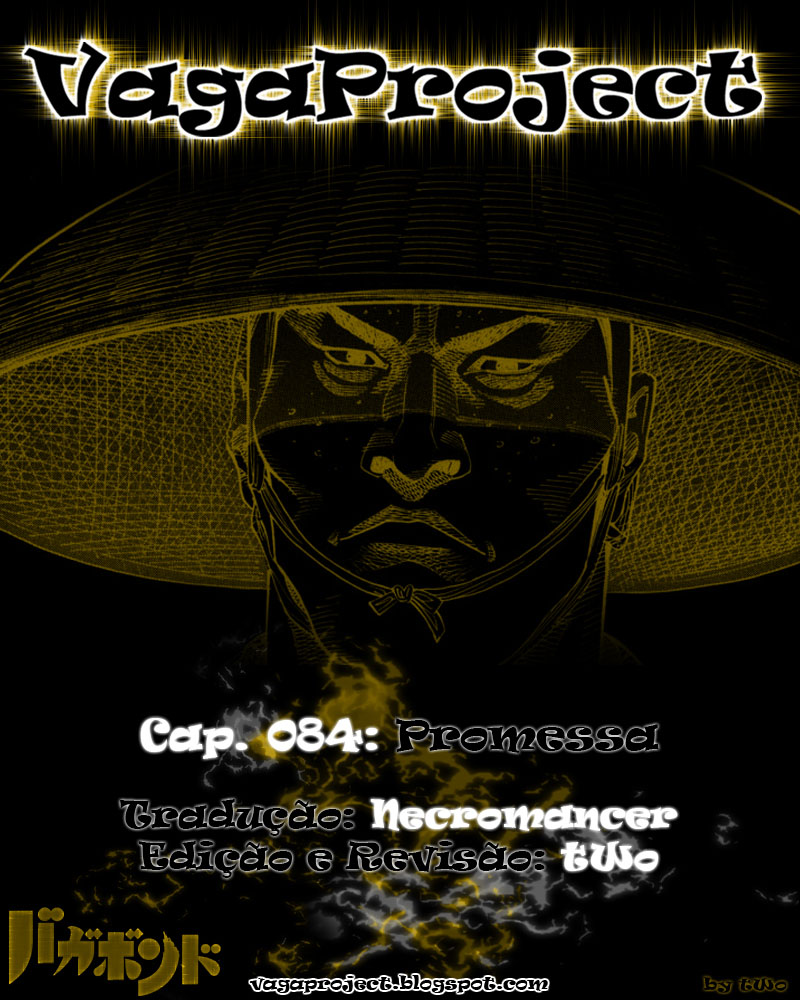 VagaProject
Cap. 084: Promessa
Tradução: Necromancer
Edição e Revisão: tWo
バガボンド
vagaproject.blogspot.com
by tWo